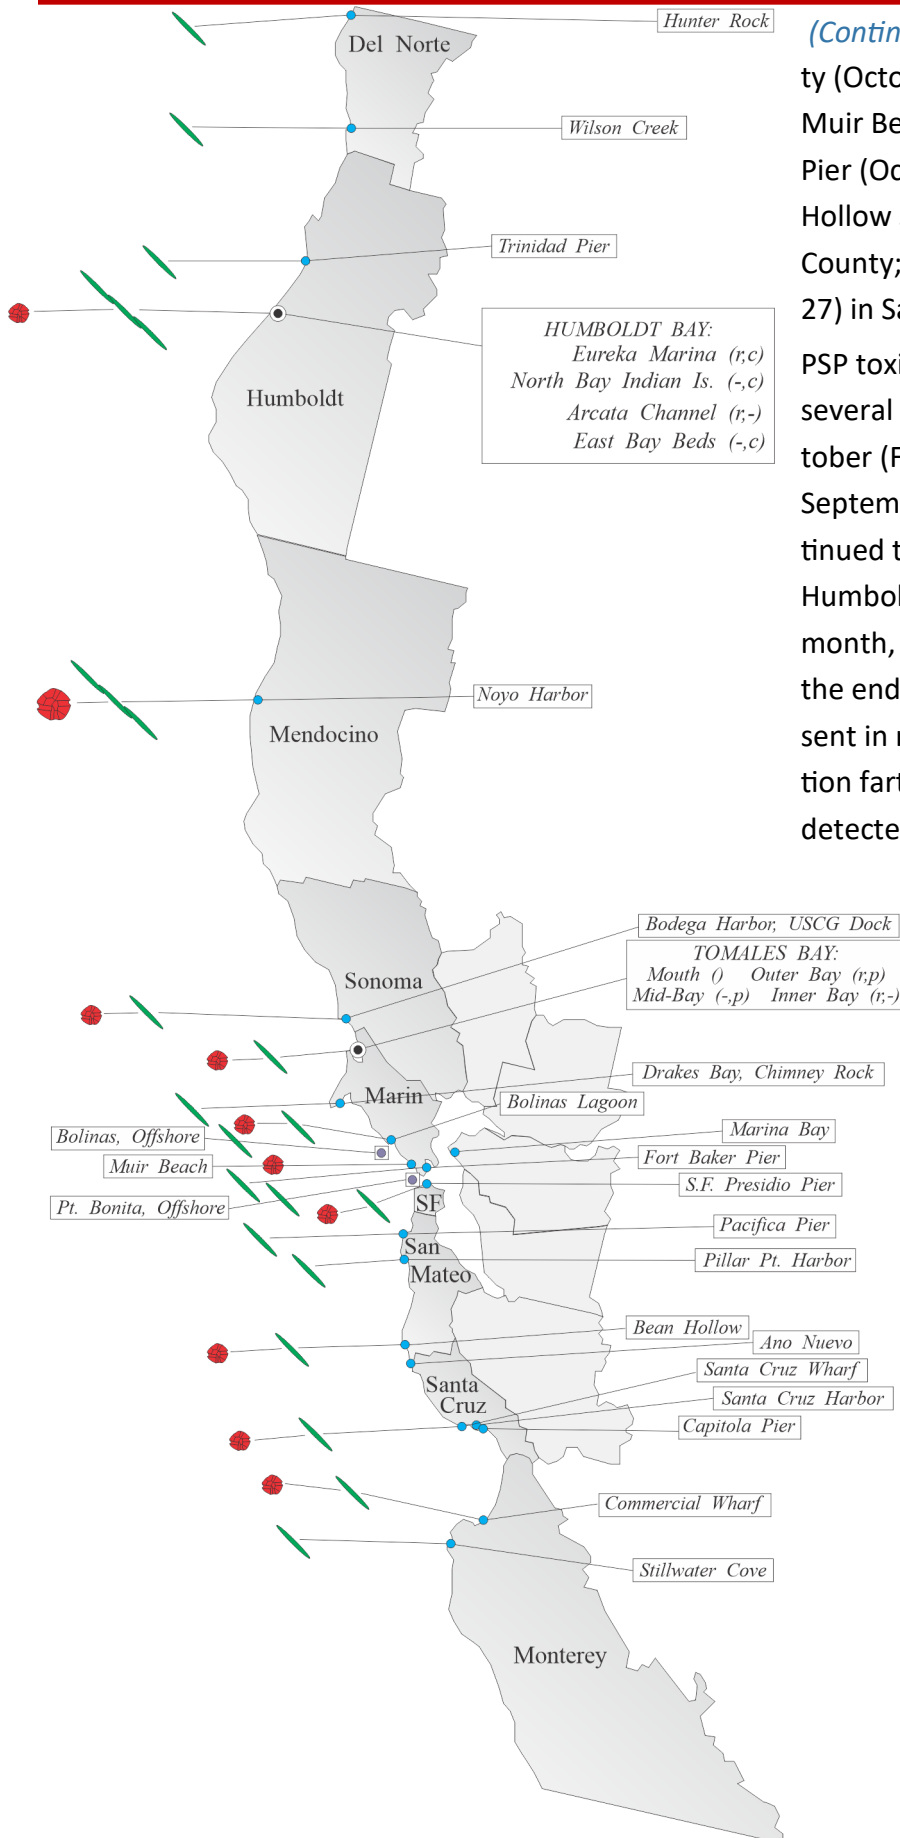 Hunter Rock
Del Norte
Wilson Creek
Trinidad Pier
HUMBOLDT BAY:
Eureka Marina (r,c)
North Bay Indian Is. (-,c)
Arcata Channel (r,-)
East Bay Beds (-,c)
Humboldt
Noyo Harbor
Mendocino
Bodega Harbor, USCG Dock
TOMALES BAY:
Mouth () Outer Bay (r,p)
Mid-Bay (-,p) Inner Bay (r,-)
Sonoma
Drakes Bay, Chimney Rock
Marin
Bolinas Lagoon
Bolinas, Offshore
Marina Bay
Muir Beach
Fort Baker Pier
S.F. Presidio Pier
Pt. Bonita, Offshore
SF
Pacifica Pier
San
Mateo
Pillar Pt. Harbor
Bean Hollow
Ano Nuevo
Santa
Cruz
Santa Cruz Wharf
Santa Cruz Harbor
Capitola Pier
Commercial Wharf
Stillwater Cove
Monterey
(Contin
ty (Octo
Muir Be
Pier (Oc
Hollow
County;
27) in Sa
PSP toxi
several
tober (F
Septem
tinued t
Humbol
month,
the end
sent in r
tion fart
detecte